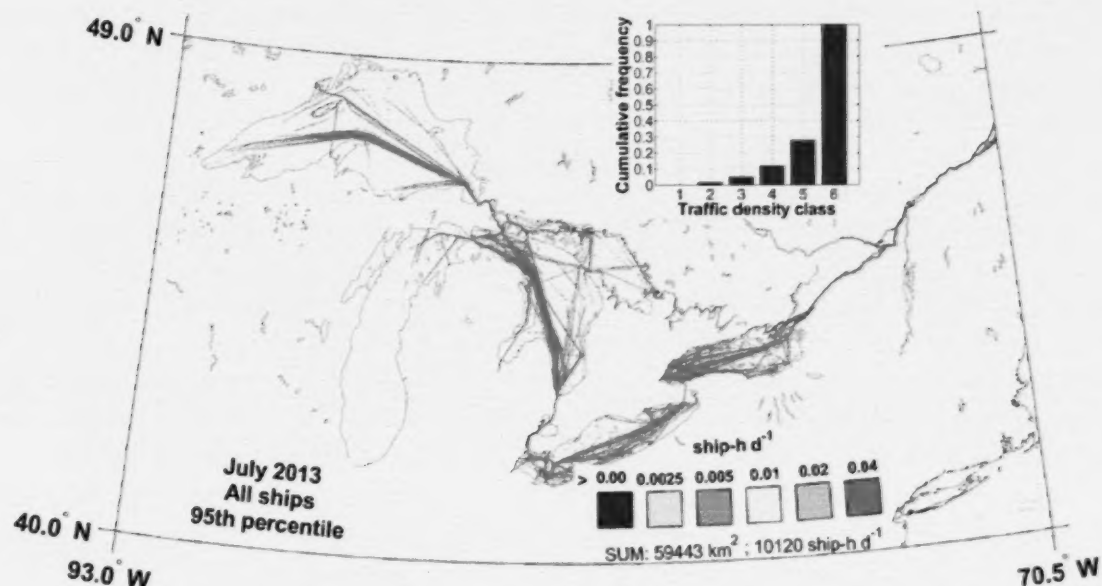 49.0° N
Cumulative frequency
1
0.9
0.8
0.7
0.6
0.5
0.4
0.3
0.2
0.1
0
1 2 3 4 5 6
Traffic density class
July 2013
All ships
95th percentile
ship-h d⁻¹
> 0.00 0.0025 0.005 0.01 0.02 0.04
SUM: 59443 km² ; 10120 ship-h d⁻¹
40.0° N
93.0° W
70.5° W